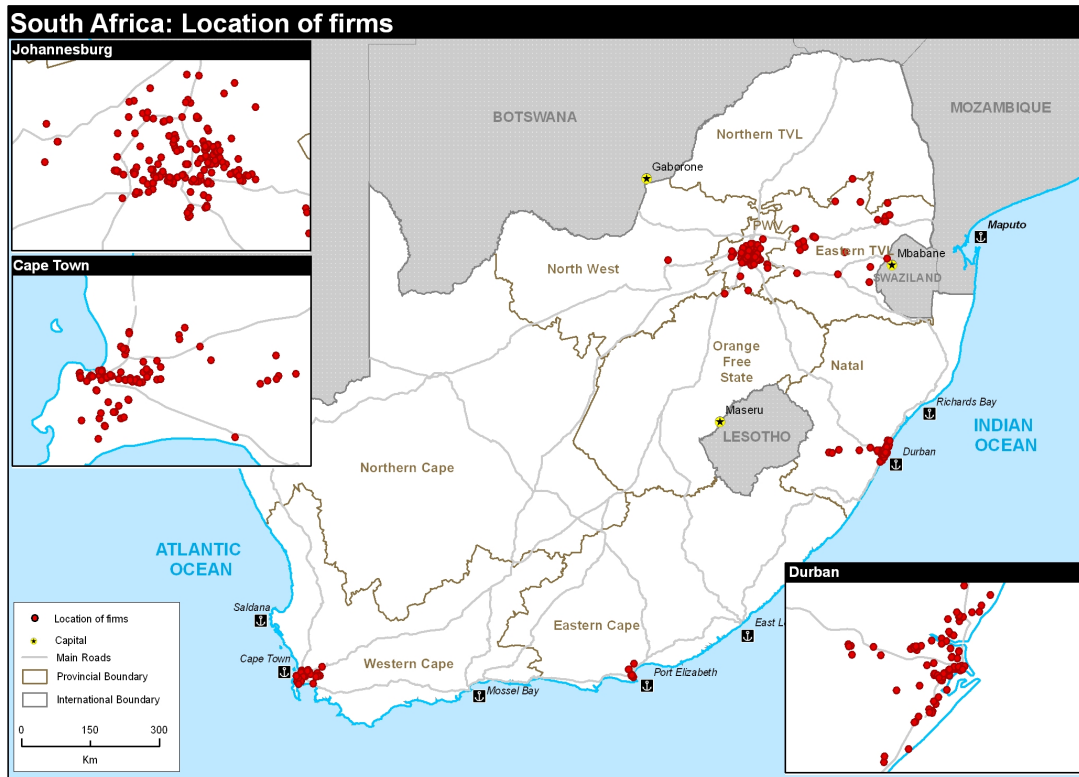 South Africa: Location of firms
Johannesburg
Cape Town
BOTSWANA
MOZAMBIQUE
Northern TVL
Gaborone
PWV
Maputo
Eastern TVL
Mbabane
North West
SWAZILAND
Orange
Free
State
Natal
Maseru
Richards Bay
LESOTHO
INDIAN
OCEAN
Durban
Northern Cape
ATLANTIC
OCEAN
Durban
Saldana
Eastern Cape
East L
Cape Town
Western Cape
Port Elizabeth
Mossel Bay
Location of firms
Capital
Main Roads
Provincial Boundary
International Boundary
0 150 300
Km